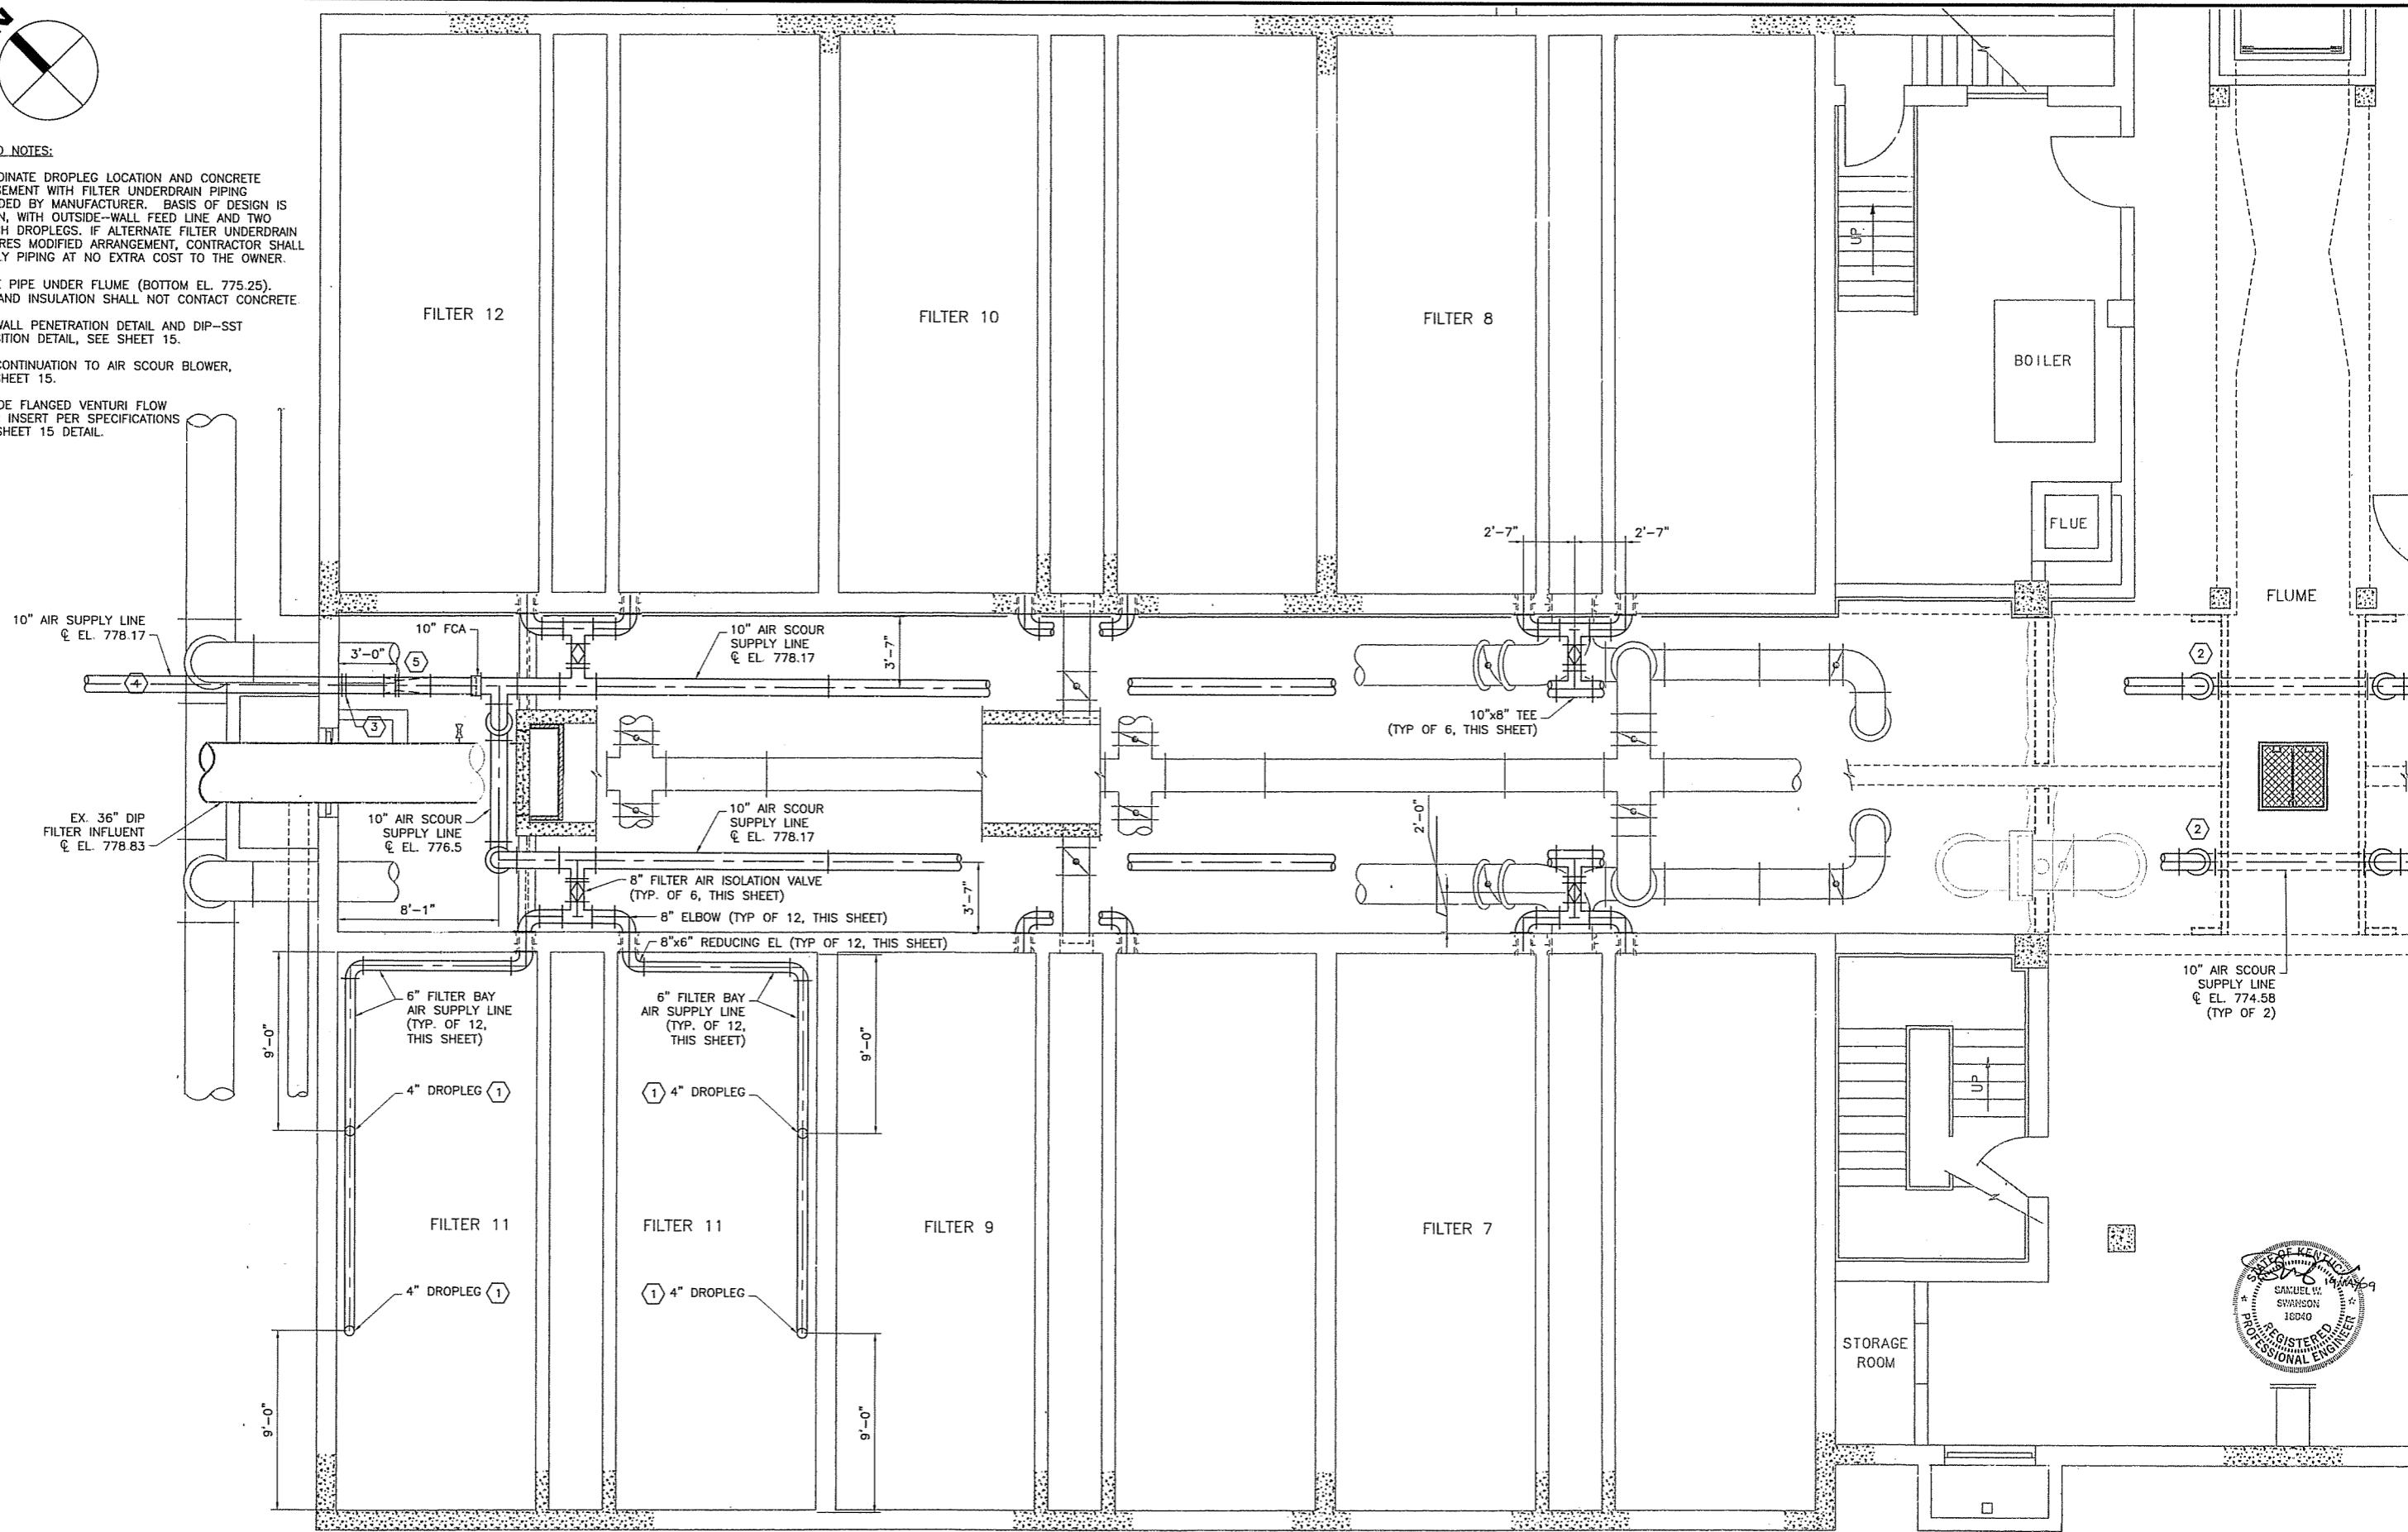 N
D NOTES:
DINATE DROPLEG LOCATION AND CONCRETE
SEMENT WITH FILTER UNDERDRAIN PIPING
DED BY MANUFACTURER. BASIS OF DESIGN IS
N, WITH OUTSIDE-WALL FEED LINE AND TWO
H DROPLEGS. IF ALTERNATE FILTER UNDERDRAIN
RES MODIFIED ARRANGEMENT, CONTRACTOR SHALL
LY PIPING AT NO EXTRA COST TO THE OWNER.
E PIPE UNDER FLUME (BOTTOM EL. 775.25).
AND INSULATION SHALL NOT CONTACT CONCRETE.
WALL PENETRATION DETAIL AND DIP-SST
ITION DETAIL, SEE SHEET 15.
CONTINUATION TO AIR SCOUR BLOWER,
HEET 15.
DE FLANGED VENTURI FLOW
INSERT PER SPECIFICATIONS
SHEET 15 DETAIL.
FILTER 12
FILTER 10
FILTER 8
UP
BOILER
FLUE
FLUME
2'-7"
2'-7"
10" AIR SUPPLY LINE
℄ EL. 778.17
3'-0"
5
10" FCA
10" AIR SCOUR
SUPPLY LINE
℄ EL. 778.17
3'-7"
4
3
2
10"x8" TEE
(TYP OF 6, THIS SHEET)
EX. 36" DIP
FILTER INFLUENT
℄ EL. 778.83
10" AIR SCOUR
SUPPLY LINE
℄ EL. 776.5
10" AIR SCOUR
SUPPLY LINE
℄ EL. 778.17
2'-0"
2
8'-1"
8" FILTER AIR ISOLATION VALVE
(TYP. OF 6, THIS SHEET)
3'-7"
8" ELBOW (TYP OF 12, THIS SHEET)
8"x6" REDUCING EL (TYP OF 12, THIS SHEET)
10" AIR SCOUR
SUPPLY LINE
℄ EL. 774.58
(TYP OF 2)
6" FILTER BAY
AIR SUPPLY LINE
(TYP. OF 12,
THIS SHEET)
6" FILTER BAY
AIR SUPPLY LINE
(TYP. OF 12,
THIS SHEET)
9'-0"
9'-0"
UP
4" DROPLEG 1
1 4" DROPLEG
FILTER 11
FILTER 11
FILTER 9
FILTER 7
4" DROPLEG 1
1 4" DROPLEG
9'-0"
9'-0"
STORAGE
ROOM
STATE OF KENTUCKY
SAMUEL W.
SWANSON
18040
REGISTERED
PROFESSIONAL ENGINEER